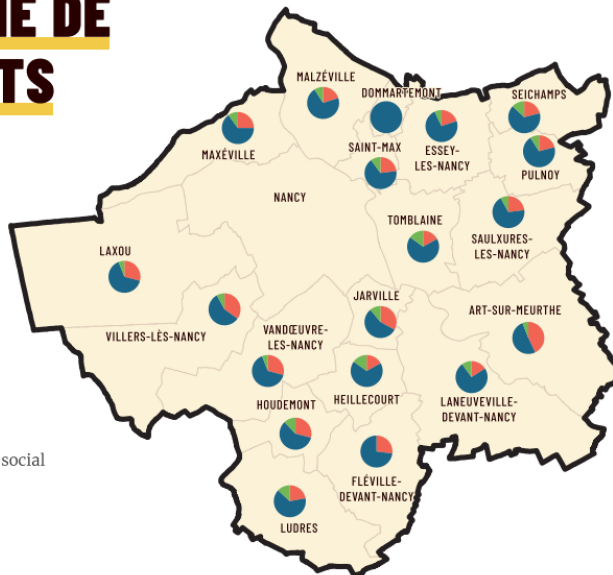 IE DE
TS
MALZÉVILLE
DOMMARTEMONT
SEICHAMPS
MAXÉVILLE
SAINT-MAX
ESSEY-
LES-NANCY
PULNOY
NANCY
TOMBLAINE
SAULXURES-
LES-NANCY
LAXOU
JARVILLE
ART-SUR-MEURTHE
VILLERS-LÈS-NANCY
VANDŒUVRE-
LES-NANCY
HOUDEMONT
HEILLECOURT
LANEUVEVILLE-
DEVANT-NANCY
social
FLÉVILLE-
DEVANT-NANCY
LUDRES